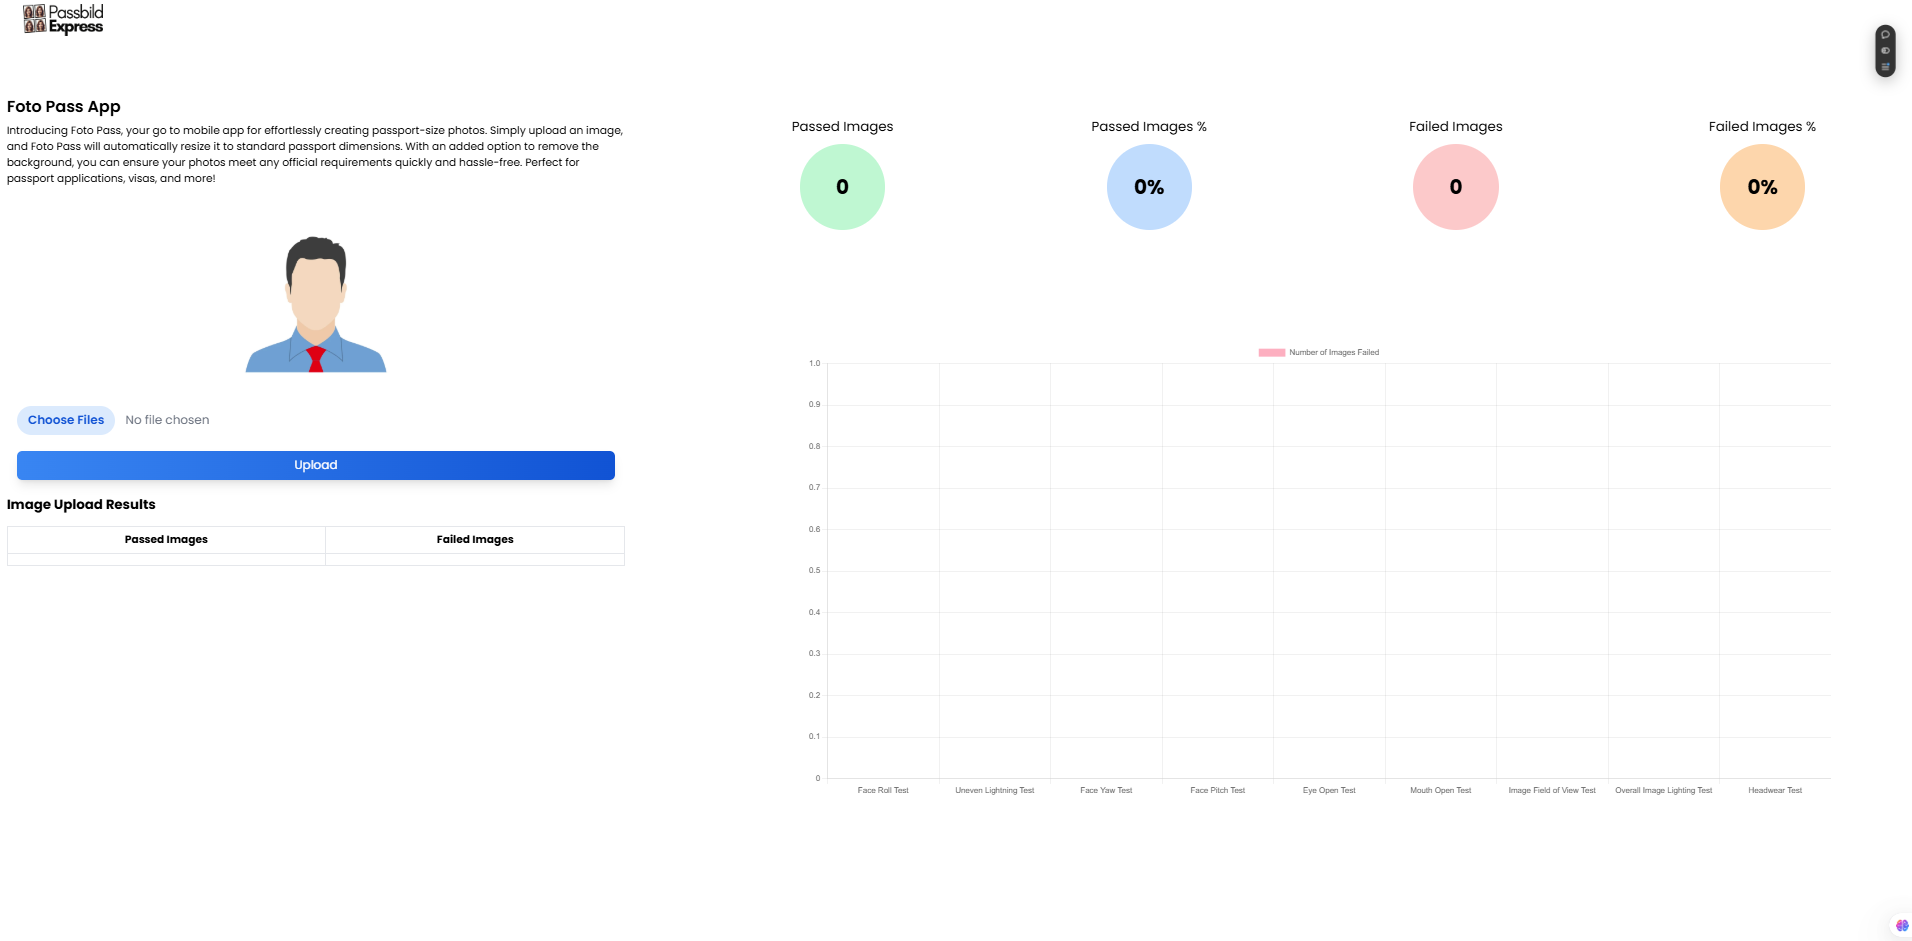 Passbild
Express
Foto Pass App
Introducing Foto Pass, your go to mobile app for effortlessly creating passport-size photos. Simply upload an image,
and Foto Pass will automatically resize it to standard passport dimensions. With an added option to remove the
background, you can ensure your photos meet any official requirements quickly and hassle-free. Perfect for
passport applications, visas, and more!
Choose Files No file chosen
Upload
Image Upload Results
Passed Images Failed Images
Passed Images Passed Images % Failed Images Failed Images %
0 0% 0 0%
Number of Images Failed
1.0
0.9
0.8
0.7
0.6
0.5
0.4
0.3
0.2
0.1
0
Face Roll Test Uneven Lightning Test Face Yaw Test Face Pitch Test Eye Open Test Mouth Open Test Image Field of View Test Overall Image Lighting Test Headwear Test